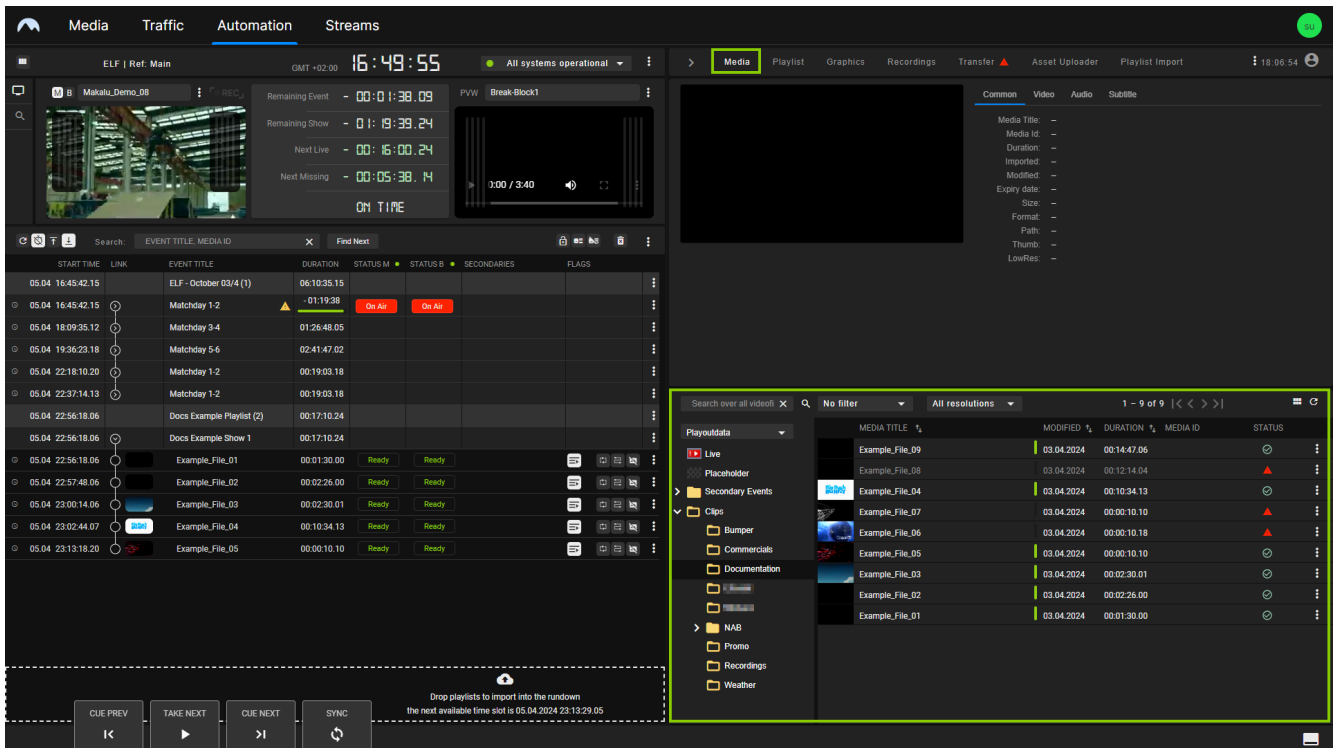 Media Traffic Automation Streams
su
ELF | Ref: Main GMT +02:00 16:49:55 All systems operational
M B Makalu_Demo_08 REC
Remaining Event - 00:01:38.09
Remaining Show - 01:19:39.24
Next Live - 00:16:00.24
Next Missing - 00:05:38.14
ON TIME
PVW Break-Block1
0:00 / 3:40
Search: EVENT TITLE, MEDIA ID X Find Next
START TIME LINK EVENT TITLE DURATION STATUS M STATUS B SECONDARIES FLAGS
05.04 16:45:42.15 ELF - October 03/4 (1) 06:10:35.15
05.04 16:45:42.15 Matchday 1-2 - 01:19:38 On Air On Air
05.04 18:09:35.12 Matchday 3-4 01:26:48.05
05.04 19:36:23.18 Matchday 5-6 02:41:47.02
05.04 22:18:10.20 Matchday 1-2 00:19:03.18
05.04 22:37:14.13 Matchday 1-2 00:19:03.18
05.04 22:56:18.06 Docs Example Playlist (2) 00:17:10.24
05.04 22:56:18.06 Docs Example Show 1 00:17:10.24
05.04 22:56:18.06 Example_File_01 00:01:30.00 Ready Ready
05.04 22:57:48.06 Example_File_02 00:02:26.00 Ready Ready
05.04 23:00:14.06 Example_File_03 00:02:30.01 Ready Ready
05.04 23:02:44.07 Example_File_04 00:10:34.13 Ready Ready
05.04 23:13:18.20 Example_File_05 00:00:10.10 Ready Ready
Drop playlists to import into the rundown
the next available time slot is 05.04.2024 23:13:29.05
CUE PREV TAKE NEXT CUE NEXT SYNC
Media Playlist Graphics Recordings Transfer Asset Uploader Playlist Import 18:06:54
Common Video Audio Subtitle
Media Title: –
Media Id: –
Duration: –
Imported: –
Modified: –
Expiry date: –
Size: –
Format: –
Path: –
Thumb: –
LowRes: –
Search over all videofi X No filter All resolutions 1 – 9 of 9
Playoutdata
Live
Placeholder
Secondary Events
Clips
Bumper
Commercials
Documentation
NAB
Promo
Recordings
Weather
MEDIA TITLE MODIFIED DURATION MEDIA ID STATUS
Example_File_09 03.04.2024 00:14:47.06
Example_File_08 03.04.2024 00:12:14.04
Example_File_04 03.04.2024 00:10:34.13
Example_File_07 03.04.2024 00:00:10.10
Example_File_06 03.04.2024 00:00:10.18
Example_File_05 03.04.2024 00:00:10.10
Example_File_03 03.04.2024 00:02:30.01
Example_File_02 03.04.2024 00:02:26.00
Example_File_01 03.04.2024 00:01:30.00